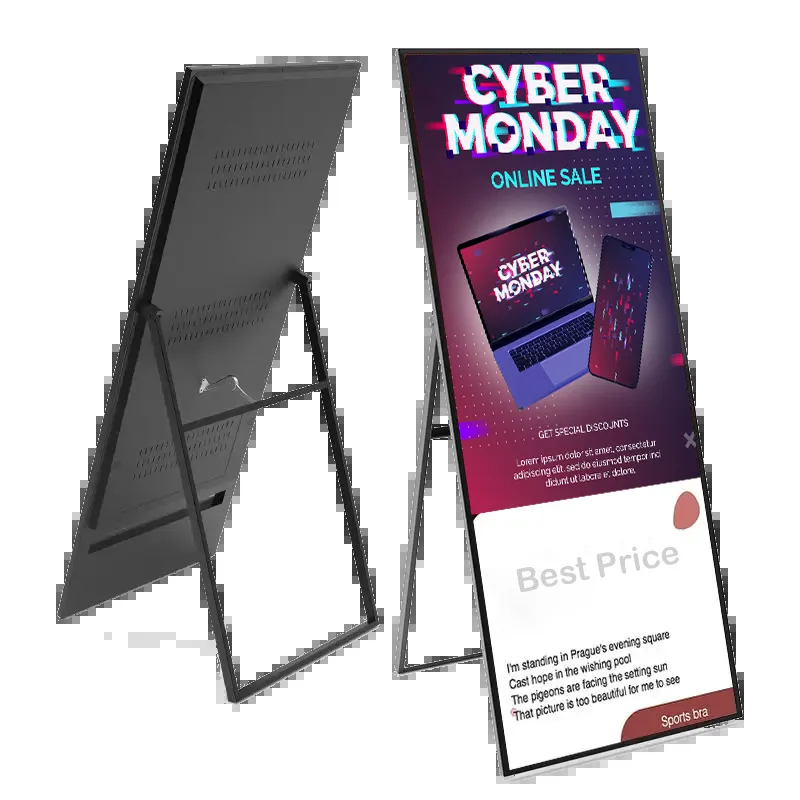 CYBER
MONDAY
ONLINE SALE
CYBER
MONDAY
GET SPECIAL DISCOUNTS
Lorem ipsum dolor sit amet, consectetur
adipiscing elit, sed do eiusmod tempor inci
didunt ut labore et dolore.
Best Price
I'm standing in Prague's evening square
Cast hope in the wishing pool
The pigeons are facing the setting sun
That picture is too beautiful for me to see
Sports bra